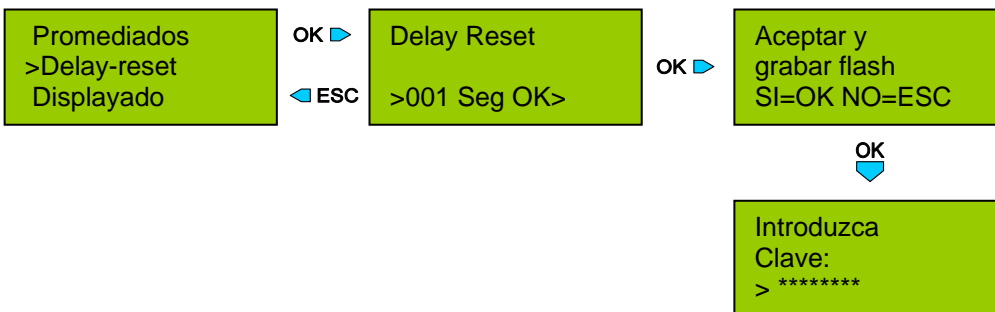 Promediados
>Delay-reset
Displayado
OK
ESC
Delay Reset
>001 Seg OK>
OK
Aceptar y
grabar flash
SI=OK NO=ESC
OK
Introduzca
Clave:
> ********